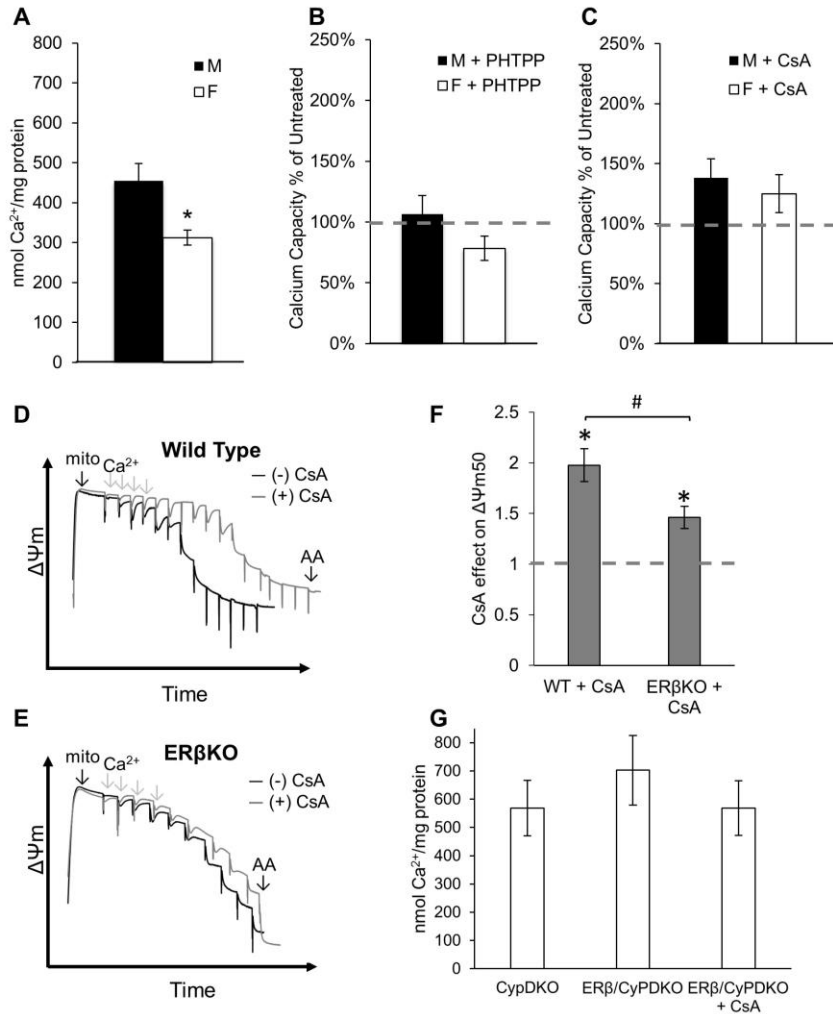 A
800
700
600
500
400
300
200
100
0
nmol Ca²⁺/mg protein
M
F
*
B
250%
200%
150%
100%
50%
0%
Calcium Capacity % of Untreated
M + PHTPP
F + PHTPP
C
250%
200%
150%
100%
50%
0%
Calcium Capacity % of Untreated
M + CsA
F + CsA
D
Wild Type
mito
Ca²⁺
(-) CsA
(+) CsA
AA
ΔΨm
Time
E
ERβKO
mito
Ca²⁺
(-) CsA
(+) CsA
AA
ΔΨm
Time
F
2.5
2
1.5
1
0.5
0
CsA effect on ΔΨm50
#
*
*
WT + CsA
ERβKO +
CsA
G
800
700
600
500
400
300
200
100
0
nmol Ca²⁺/mg protein
CypDKO
ERβ/CyPDKO
ERβ/CyPDKO
+ CsA